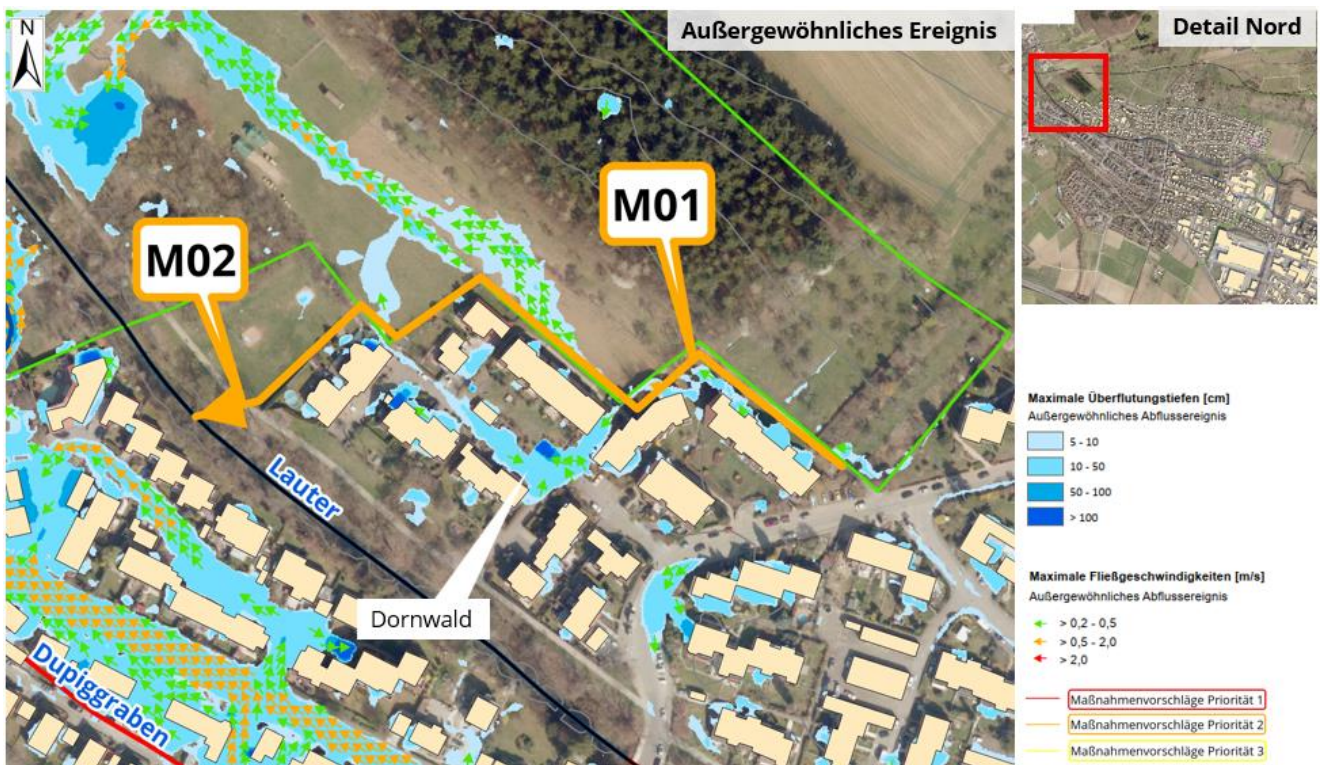 N
Außergewöhnliches Ereignis
Detail Nord
M01
M02
Lauter
Dornwald
Dupiggraben
Maximale Überflutungstiefen [cm]
Außergewöhnliches Abflussereignis
5 - 10
10 - 50
50 - 100
> 100
Maximale Fließgeschwindigkeiten [m/s]
Außergewöhnliches Abflussereignis
> 0,2 - 0,5
> 0,5 - 2,0
> 2,0
Maßnahmenvorschläge Priorität 1
Maßnahmenvorschläge Priorität 2
Maßnahmenvorschläge Priorität 3